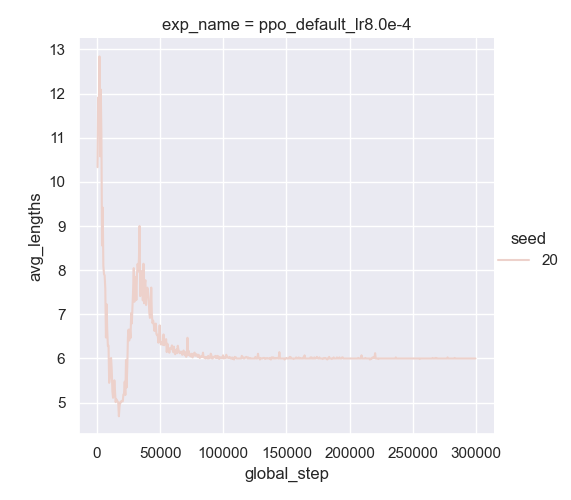 exp_name = ppo_default_lr8.0e-4
13
12
11
10
9
8
7
6
5
avg_lengths
0 50000 100000 150000 200000 250000 300000
global_step
seed
20